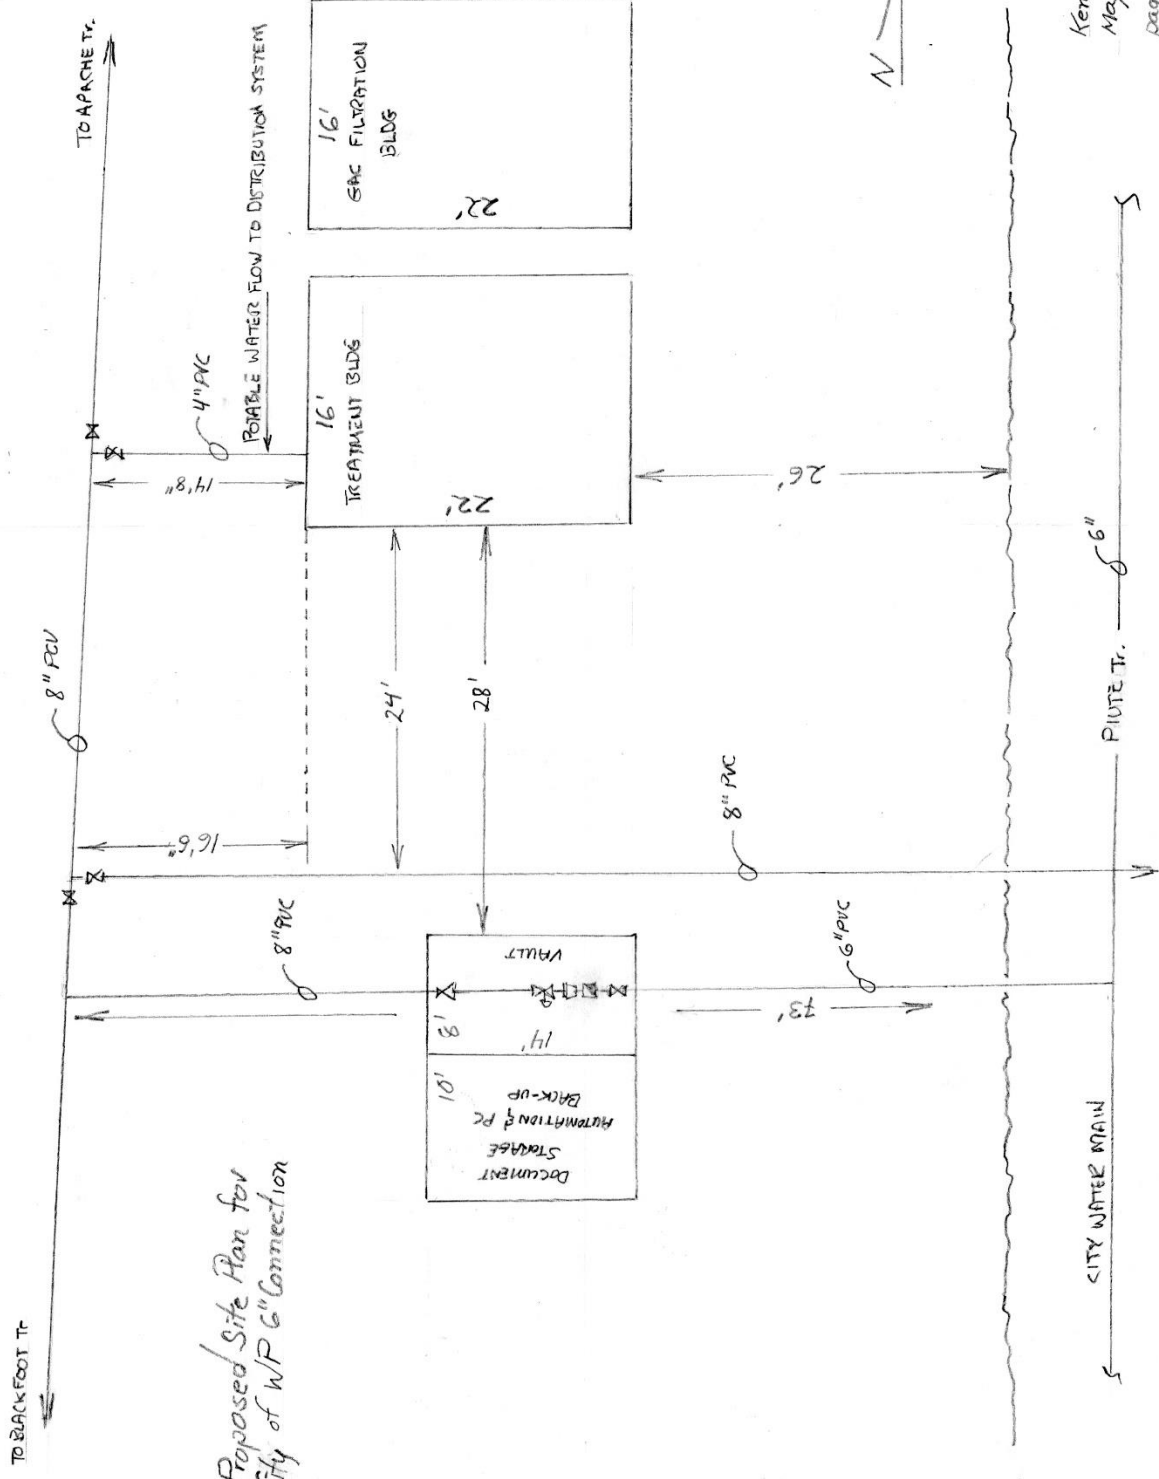 TO APACHE Tr.
POTABLE WATER FLOW TO DISTRIBUTION SYSTEM
16'
GAC FILTRATION
BLDG
22'
N
4" PVC
14'8"
16'
TREATMENT BLDG
22'
26'
8" PCV
16'6"
24'
28'
8" PVC
6"
PIUTE Tr.
8" PVC
VAULT
8'
14'
6" PVC
73'
10'
DOCUMENT
STORAGE
AUTOMATION & PC
BACK-UP
CITY WATER MAIN
Proposed Site Plan for
City of WP 6" Connection
TO BLACKFOOT Tr